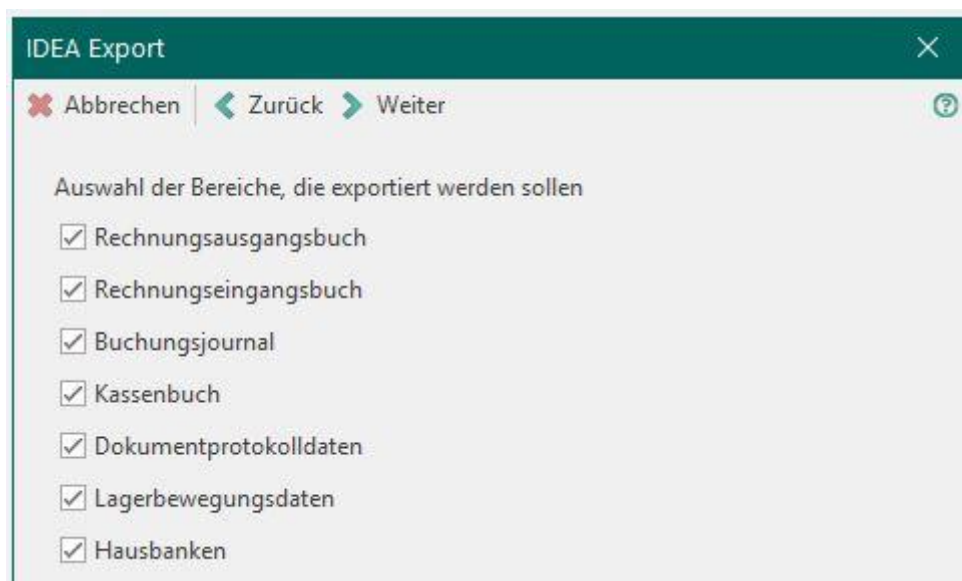 IDEA Export
Abbrechen Zurück Weiter
Auswahl der Bereiche, die exportiert werden sollen
Rechnungsausgangsbuch
Rechnungseingangsbuch
Buchungsjournal
Kassenbuch
Dokumentprotokolldaten
Lagerbewegungsdaten
Hausbanken